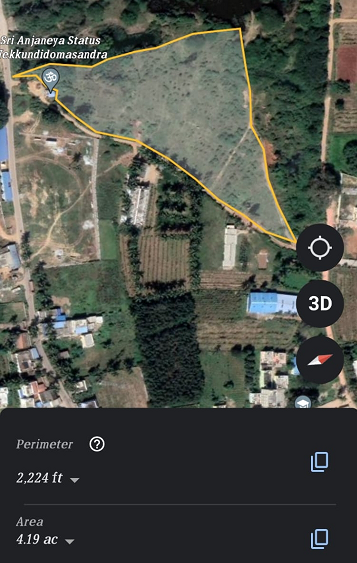 Sri Anjaneya Status
Tekkundidomasandra
3D
Perimeter
2,224 ft
Area
4.19 ac